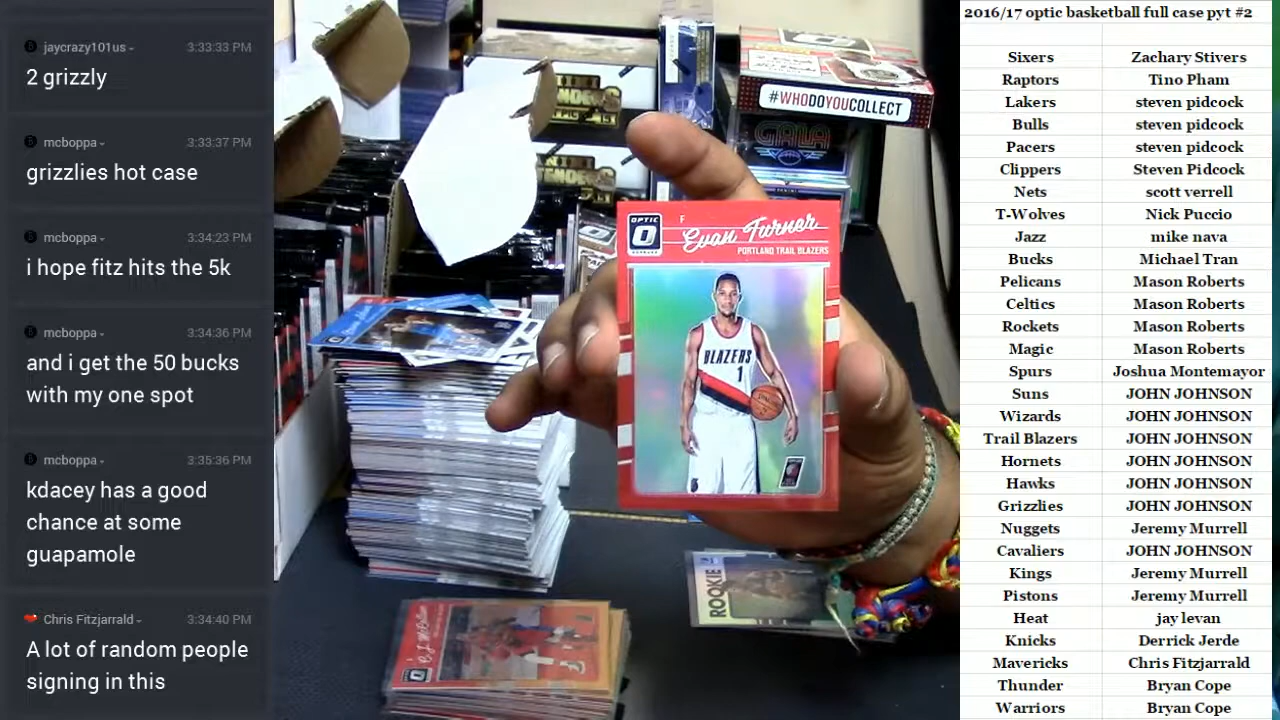 jaycrazy101us
3:33:33 PM
2 grizzly
mcboppa
3:33:37 PM
grizzlies hot case
mcboppa
3:34:23 PM
i hope fitz hits the 5k
mcboppa
3:34:36 PM
and i get the 50 bucks
with my one spot
mcboppa
3:35:36 PM
kdacey has a good
chance at some
guapamole
Chris Fitzjarrald
3:34:40 PM
A lot of random people
signing in this
#WHODOYOUCOLLECT
GALA
OPTIC
F
Evan Turner
PORTLAND TRAIL BLAZERS
BLAZERS
1
ROOKIE
C.J. McCollum
2016/17 optic basketball full case pyt #2
Sixers Zachary Stivers
Raptors Tino Pham
Lakers steven pidcock
Bulls steven pidcock
Pacers steven pidcock
Clippers Steven Pidcock
Nets scott verrell
T-Wolves Nick Puccio
Jazz mike nava
Bucks Michael Tran
Pelicans Mason Roberts
Celtics Mason Roberts
Rockets Mason Roberts
Magic Mason Roberts
Spurs Joshua Montemayor
Suns JOHN JOHNSON
Wizards JOHN JOHNSON
Trail Blazers JOHN JOHNSON
Hornets JOHN JOHNSON
Hawks JOHN JOHNSON
Grizzlies JOHN JOHNSON
Nuggets Jeremy Murrell
Cavaliers JOHN JOHNSON
Kings Jeremy Murrell
Pistons Jeremy Murrell
Heat jay levan
Knicks Derrick Jerde
Mavericks Chris Fitzjarrald
Thunder Bryan Cope
Warriors Bryan Cope